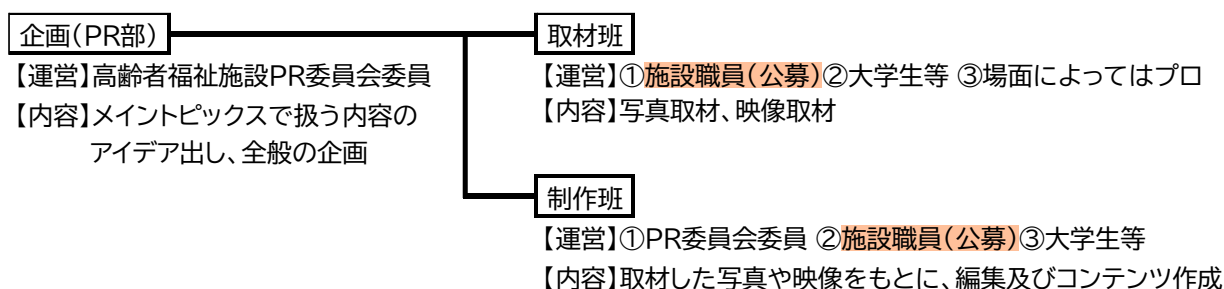 企画(PR部)
【運営】高齢者福祉施設PR委員会委員
【内容】メイントピックスで扱う内容の
アイデア出し、全般の企画
取材班
【運営】①施設職員(公募)②大学生等 ③場面によってはプロ
【内容】写真取材、映像取材
制作班
【運営】①PR委員会委員 ②施設職員(公募)③大学生等
【内容】取材した写真や映像をもとに、編集及びコンテンツ作成